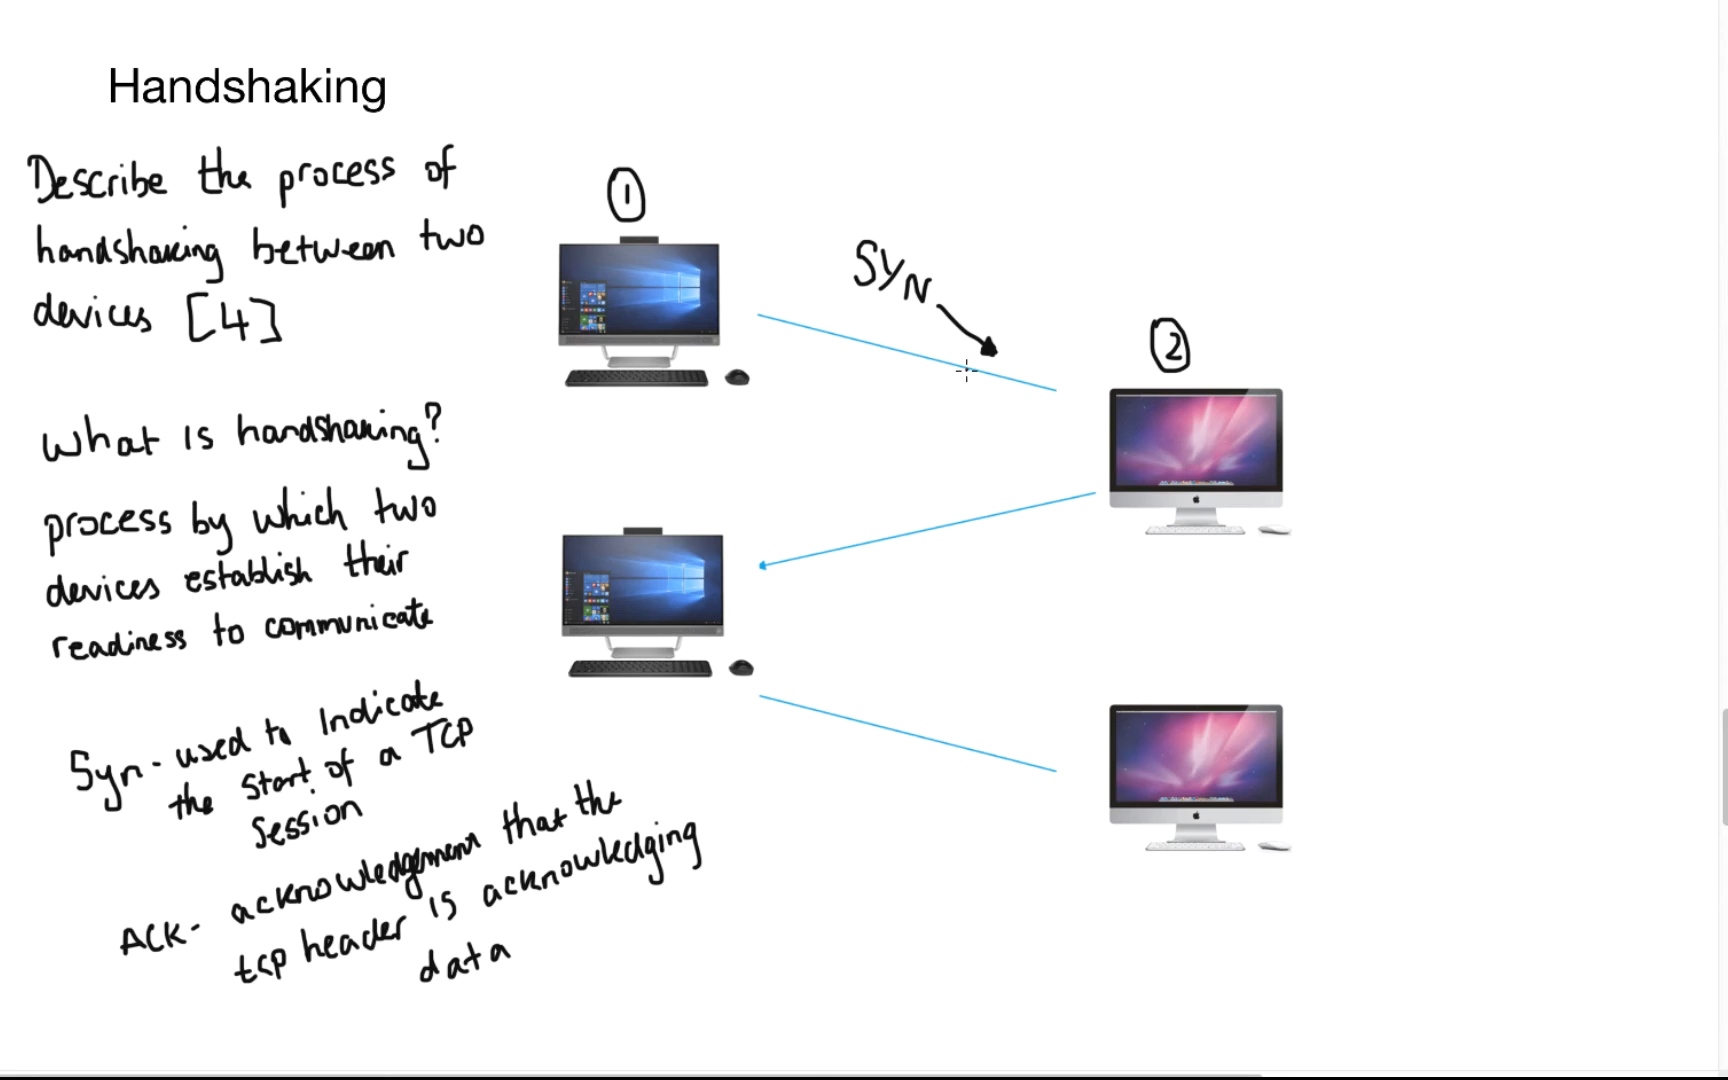 Handshaking
Describe the process of
handshaking between two
devices [4]
What is handshaking?
process by which two
devices establish their
readiness to communicate
Syn - used to Indicate
the start of a TCP
Session
ACK - acknowledgement that the
tcp header is acknowledging
data
1
SYN
2